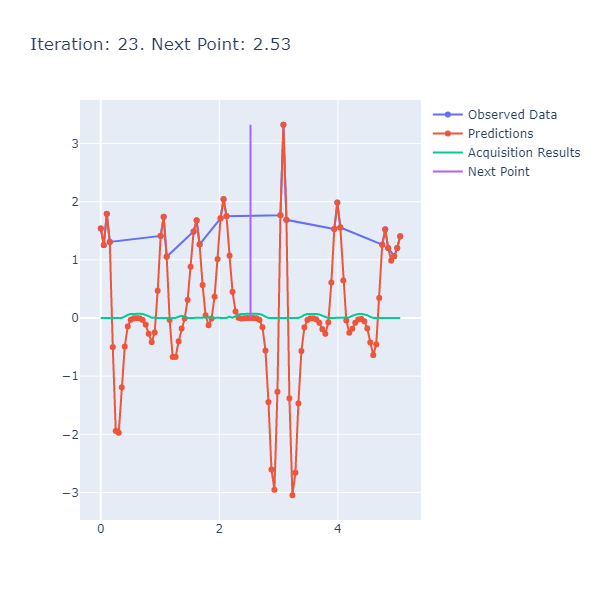 Iteration: 23. Next Point: 2.53
Observed Data
Predictions
Acquisition Results
Next Point
3
2
1
0
−1
−2
−3
0
2
4